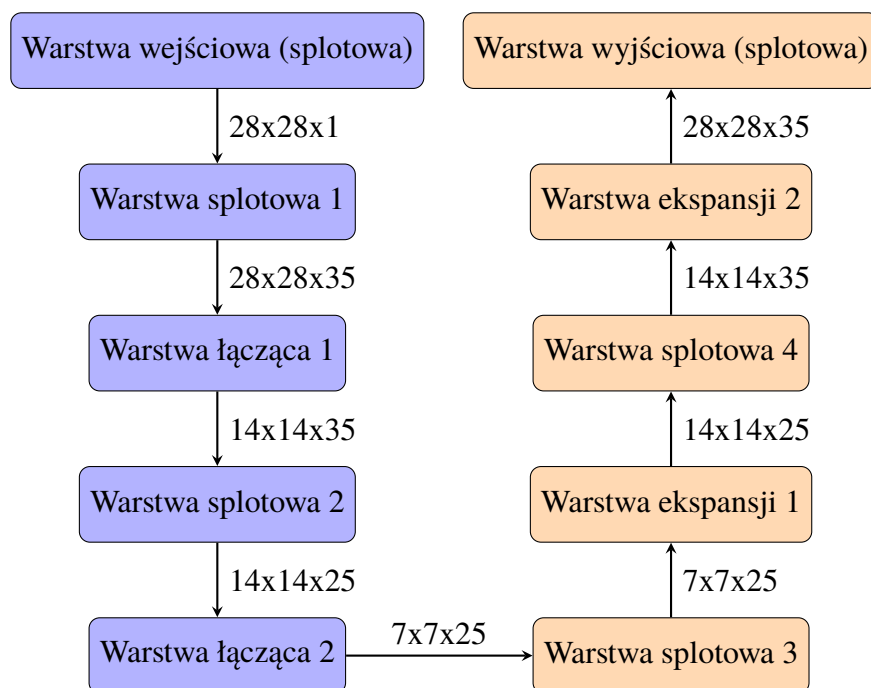 Warstwa wejściowa (splotowa)
28x28x1
Warstwa splotowa 1
28x28x35
Warstwa łącząca 1
14x14x35
Warstwa splotowa 2
14x14x25
Warstwa łącząca 2
7x7x25
Warstwa splotowa 3
7x7x25
Warstwa ekspansji 1
14x14x25
Warstwa splotowa 4
14x14x35
Warstwa ekspansji 2
28x28x35
Warstwa wyjściowa (splotowa)